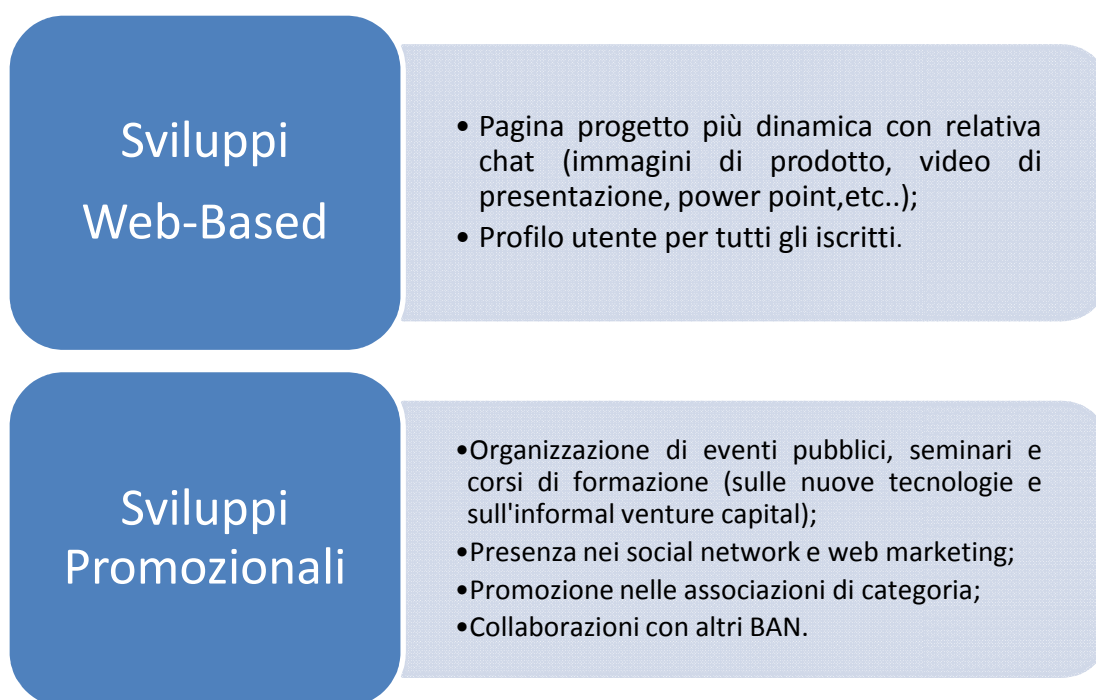 Sviluppi
Web-Based
• Pagina progetto più dinamica con relativa
chat (immagini di prodotto, video di
presentazione, power point,etc..);
• Profilo utente per tutti gli iscritti.
Sviluppi
Promozionali
•Organizzazione di eventi pubblici, seminari e
corsi di formazione (sulle nuove tecnologie e
sull'informal venture capital);
•Presenza nei social network e web marketing;
•Promozione nelle associazioni di categoria;
•Collaborazioni con altri BAN.